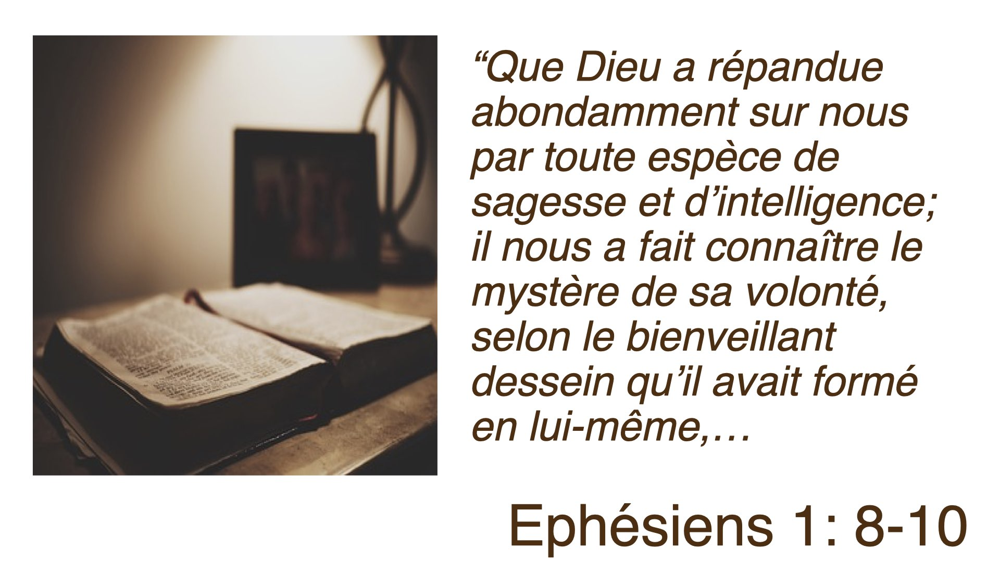 “Que Dieu a répandue
abondamment sur nous
par toute espèce de
sagesse et d’intelligence;
il nous a fait connaître le
mystère de sa volonté,
selon le bienveillant
dessein qu’il avait formé
en lui-même,…
Ephésiens 1: 8-10